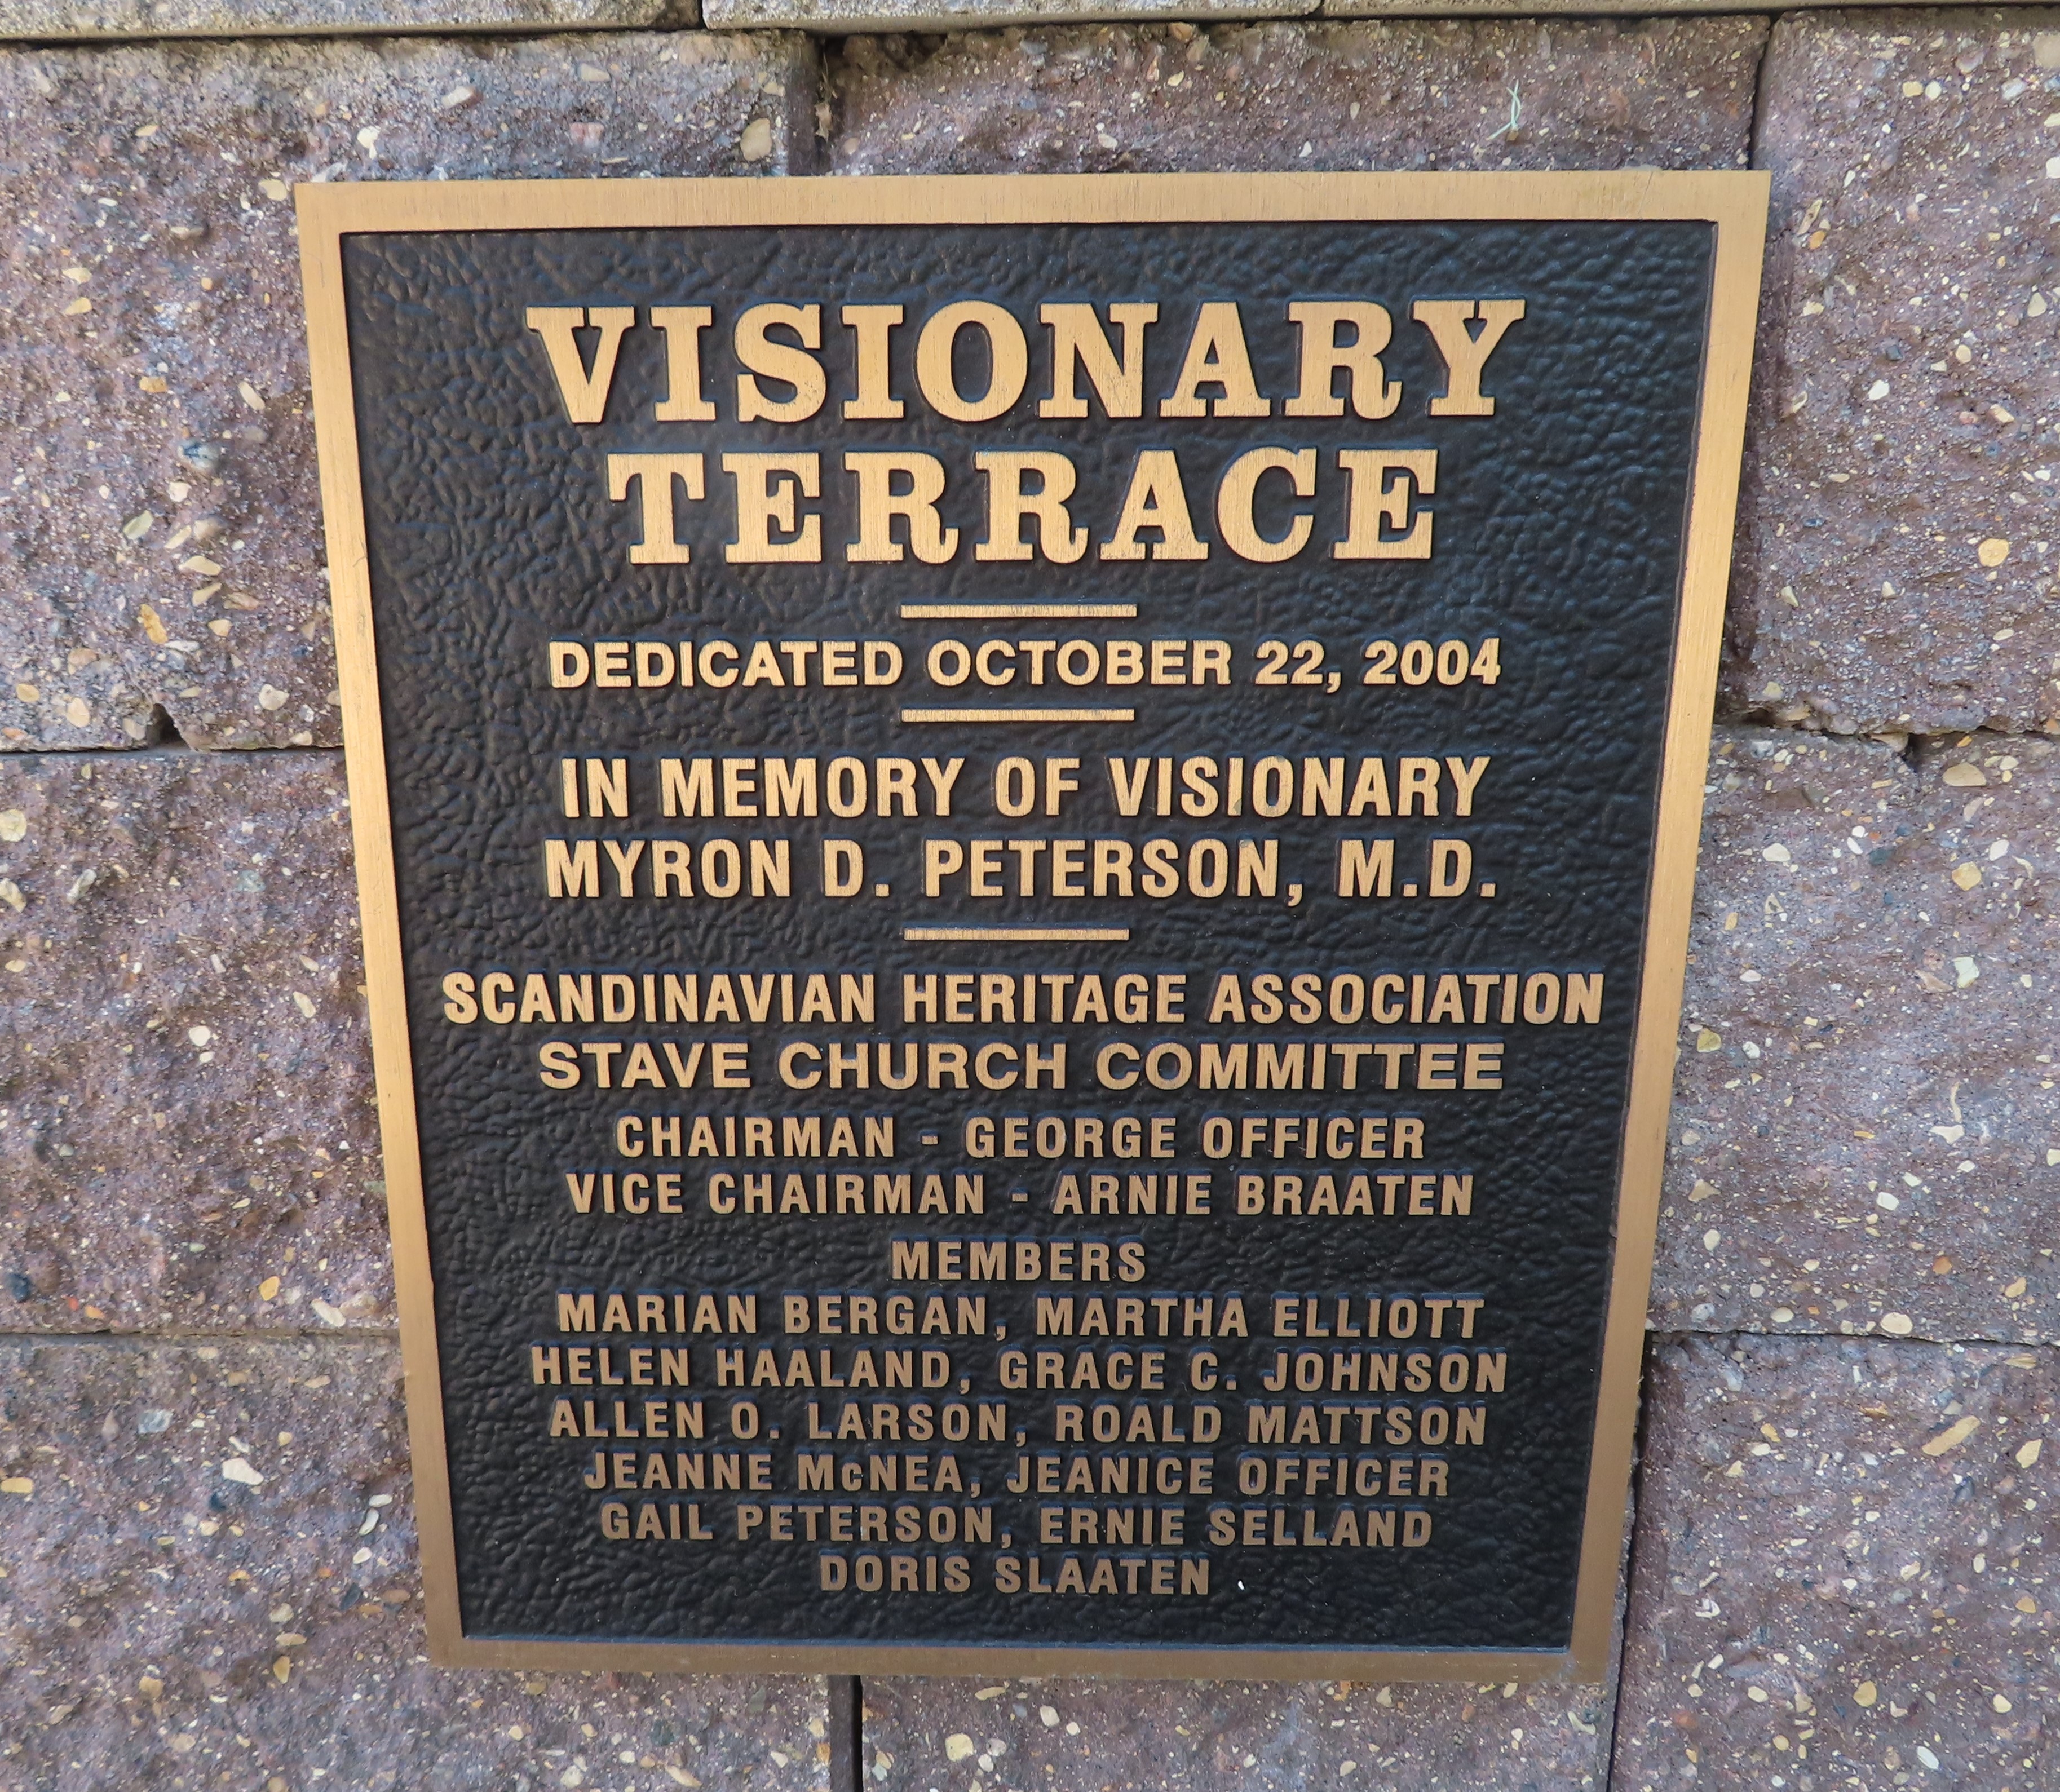 VISIONARY
TERRACE
DEDICATED OCTOBER 22, 2004
IN MEMORY OF VISIONARY
MYRON D. PETERSON, M.D.
SCANDINAVIAN HERITAGE ASSOCIATION
STAVE CHURCH COMMITTEE
CHAIRMAN - GEORGE OFFICER
VICE CHAIRMAN - ARNIE BRAATEN
MEMBERS
MARIAN BERGAN, MARTHA ELLIOTT
HELEN HAALAND, GRACE C. JOHNSON
ALLEN O. LARSON, ROALD MATTSON
JEANNE McNEA, JEANICE OFFICER
GAIL PETERSON, ERNIE SELLAND
DORIS SLAATEN